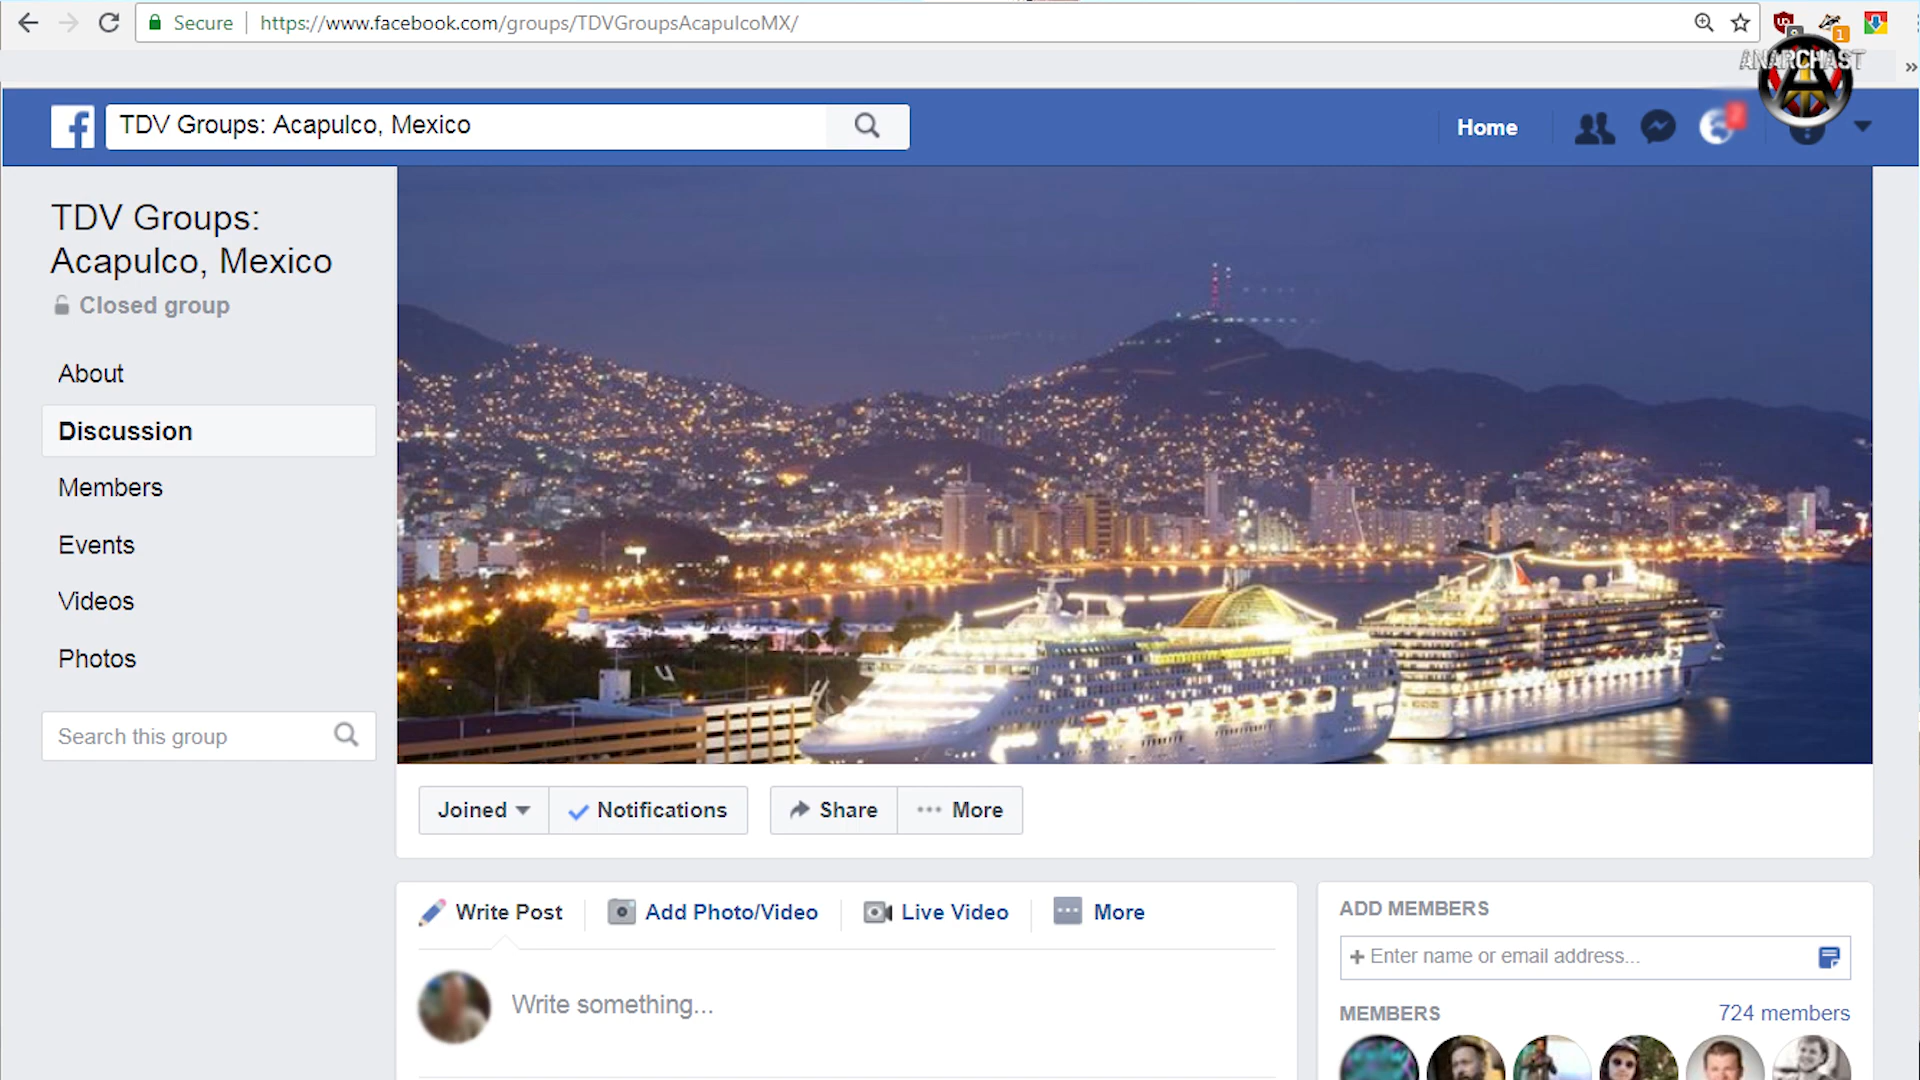 Secure https://www.facebook.com/groups/TDVGroupsAcapulcoMX/
1
ANARCHAST
TDV Groups: Acapulco, Mexico
Home
TDV Groups:
Acapulco, Mexico
Closed group
About
Discussion
Members
Events
Videos
Photos
Search this group
Joined
Notifications
Share
More
Write Post
Add Photo/Video
Live Video
More
Write something...
ADD MEMBERS
+ Enter name or email address...
MEMBERS
724 members